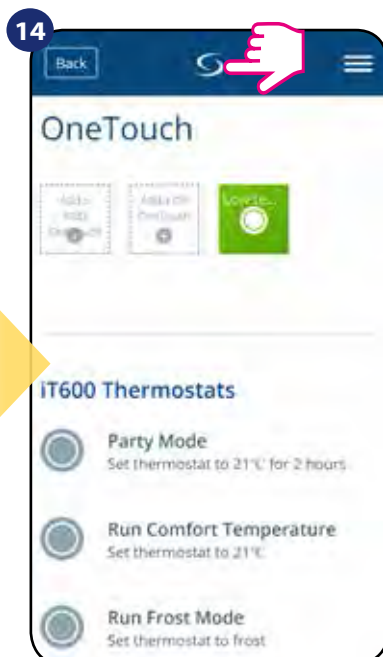 14
Back
OneTouch
iT600 Thermostats
Party Mode
Set thermostat to 21°C for 2 hours
Run Comfort Temperature
Set thermostat to 21°C
Run Frost Mode
Set thermostat to frost